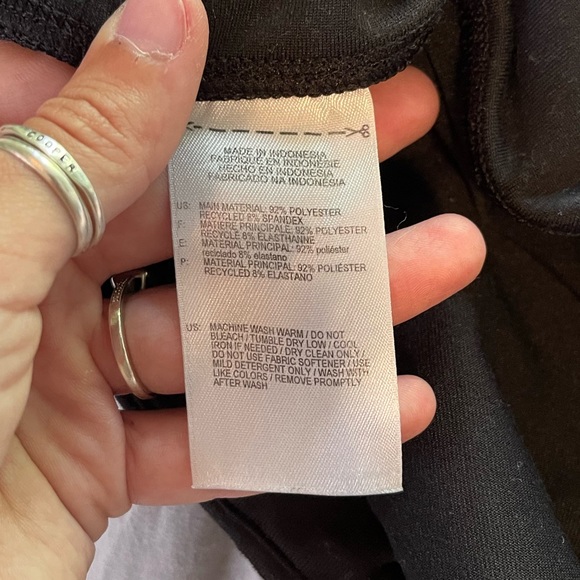 COOPER
MADE IN INDONESIA
FABRIQUÉ EN INDONÉSIE
HECHO EN INDONESIA
FABRICADO NA INDONÉSIA
US: MAIN MATERIAL: 92% POLYESTER
RECYCLED 8% SPANDEX
F: MATIÈRE PRINCIPALE: 92% POLYESTER
RECYCLÉ 8% ÉLASTHANNE
E: MATERIAL PRINCIPAL: 92% poliéster
reciclado 8% elastano
P: MATERIAL PRINCIPAL: 92% POLIÉSTER
RECYCLED 8% ELASTANO
US: MACHINE WASH WARM / DO NOT
BLEACH / TUMBLE DRY LOW / COOL
IRON IF NEEDED / DRY CLEAN ONLY /
DO NOT USE FABRIC SOFTENER / USE
MILD DETERGENT ONLY / WASH WITH
LIKE COLORS / REMOVE PROMPTLY
AFTER WASH